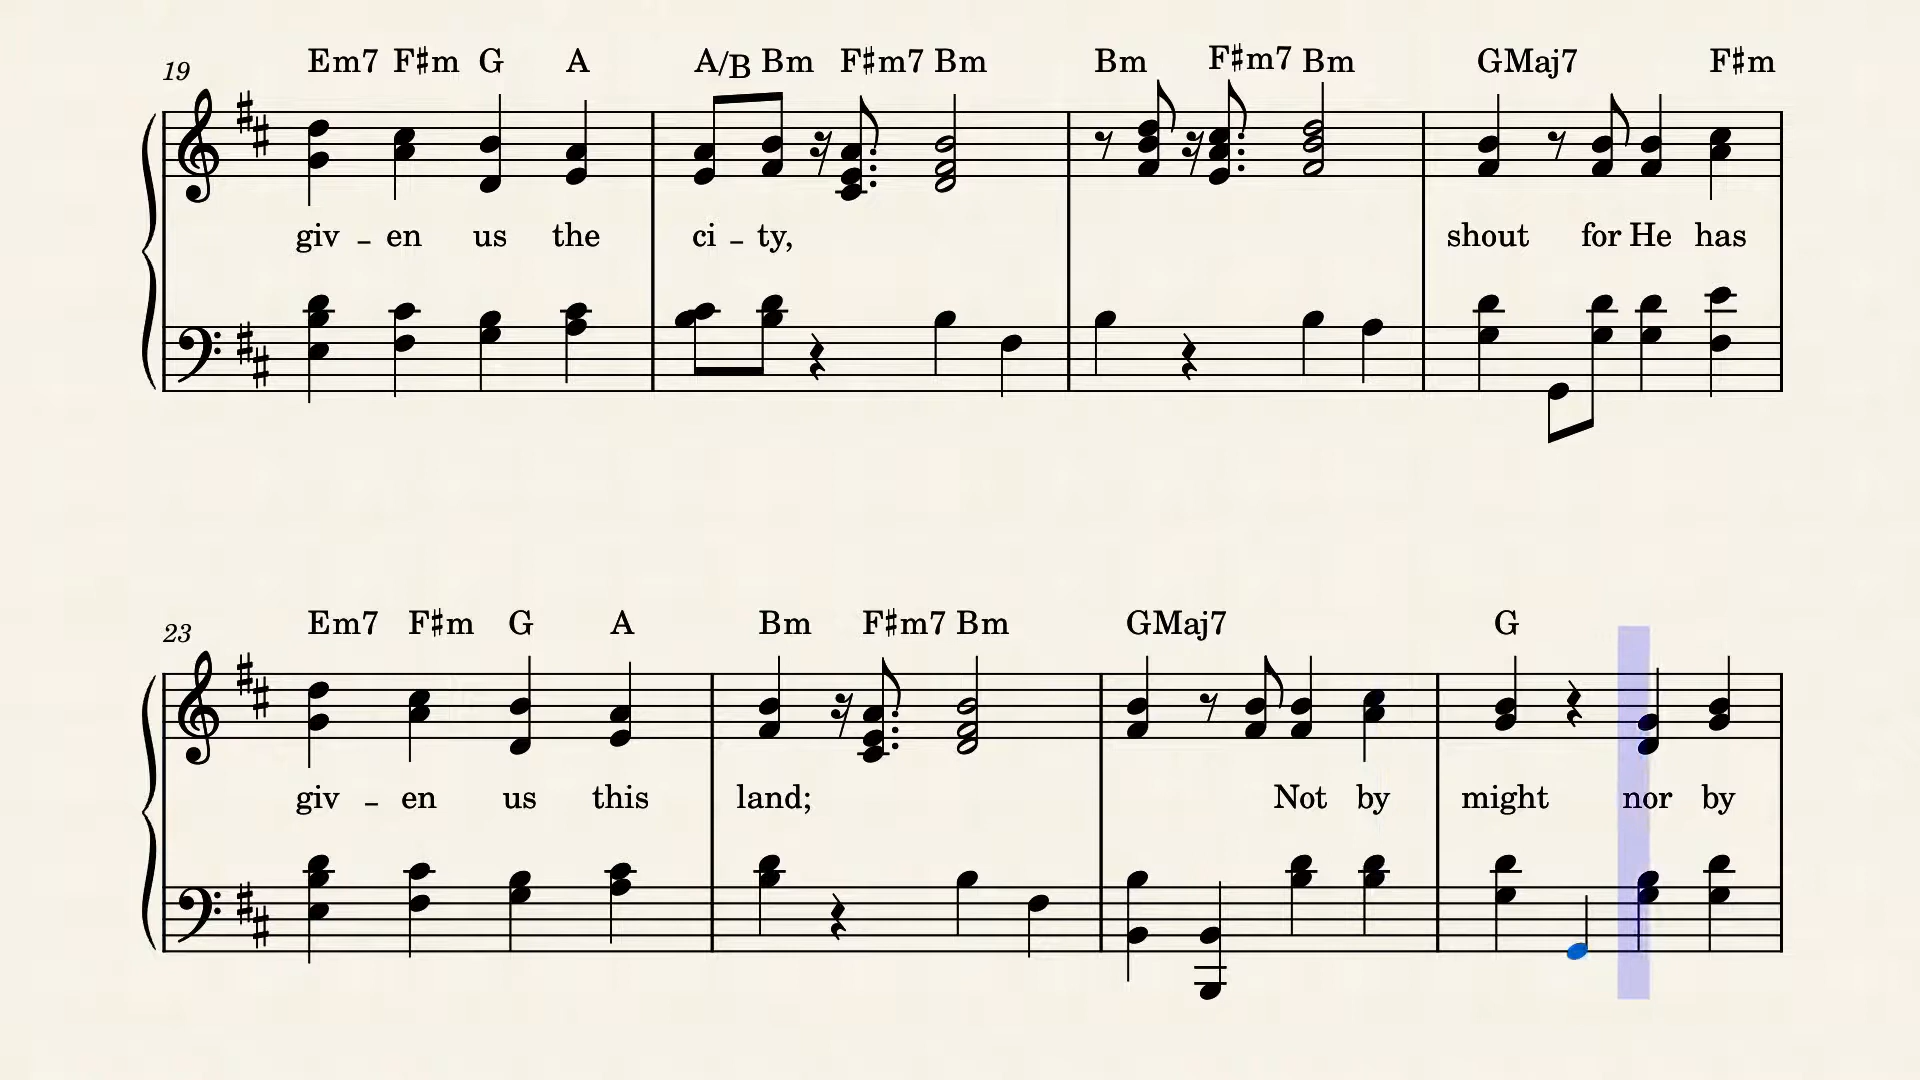 19 Em7 F♯m G A A/B Bm F♯m7 Bm Bm F♯m7 Bm GMaj7 F♯m
giv - en us the ci - ty, shout for He has
23 Em7 F♯m G A Bm F♯m7 Bm GMaj7 G
giv - en us this land; Not by might nor by